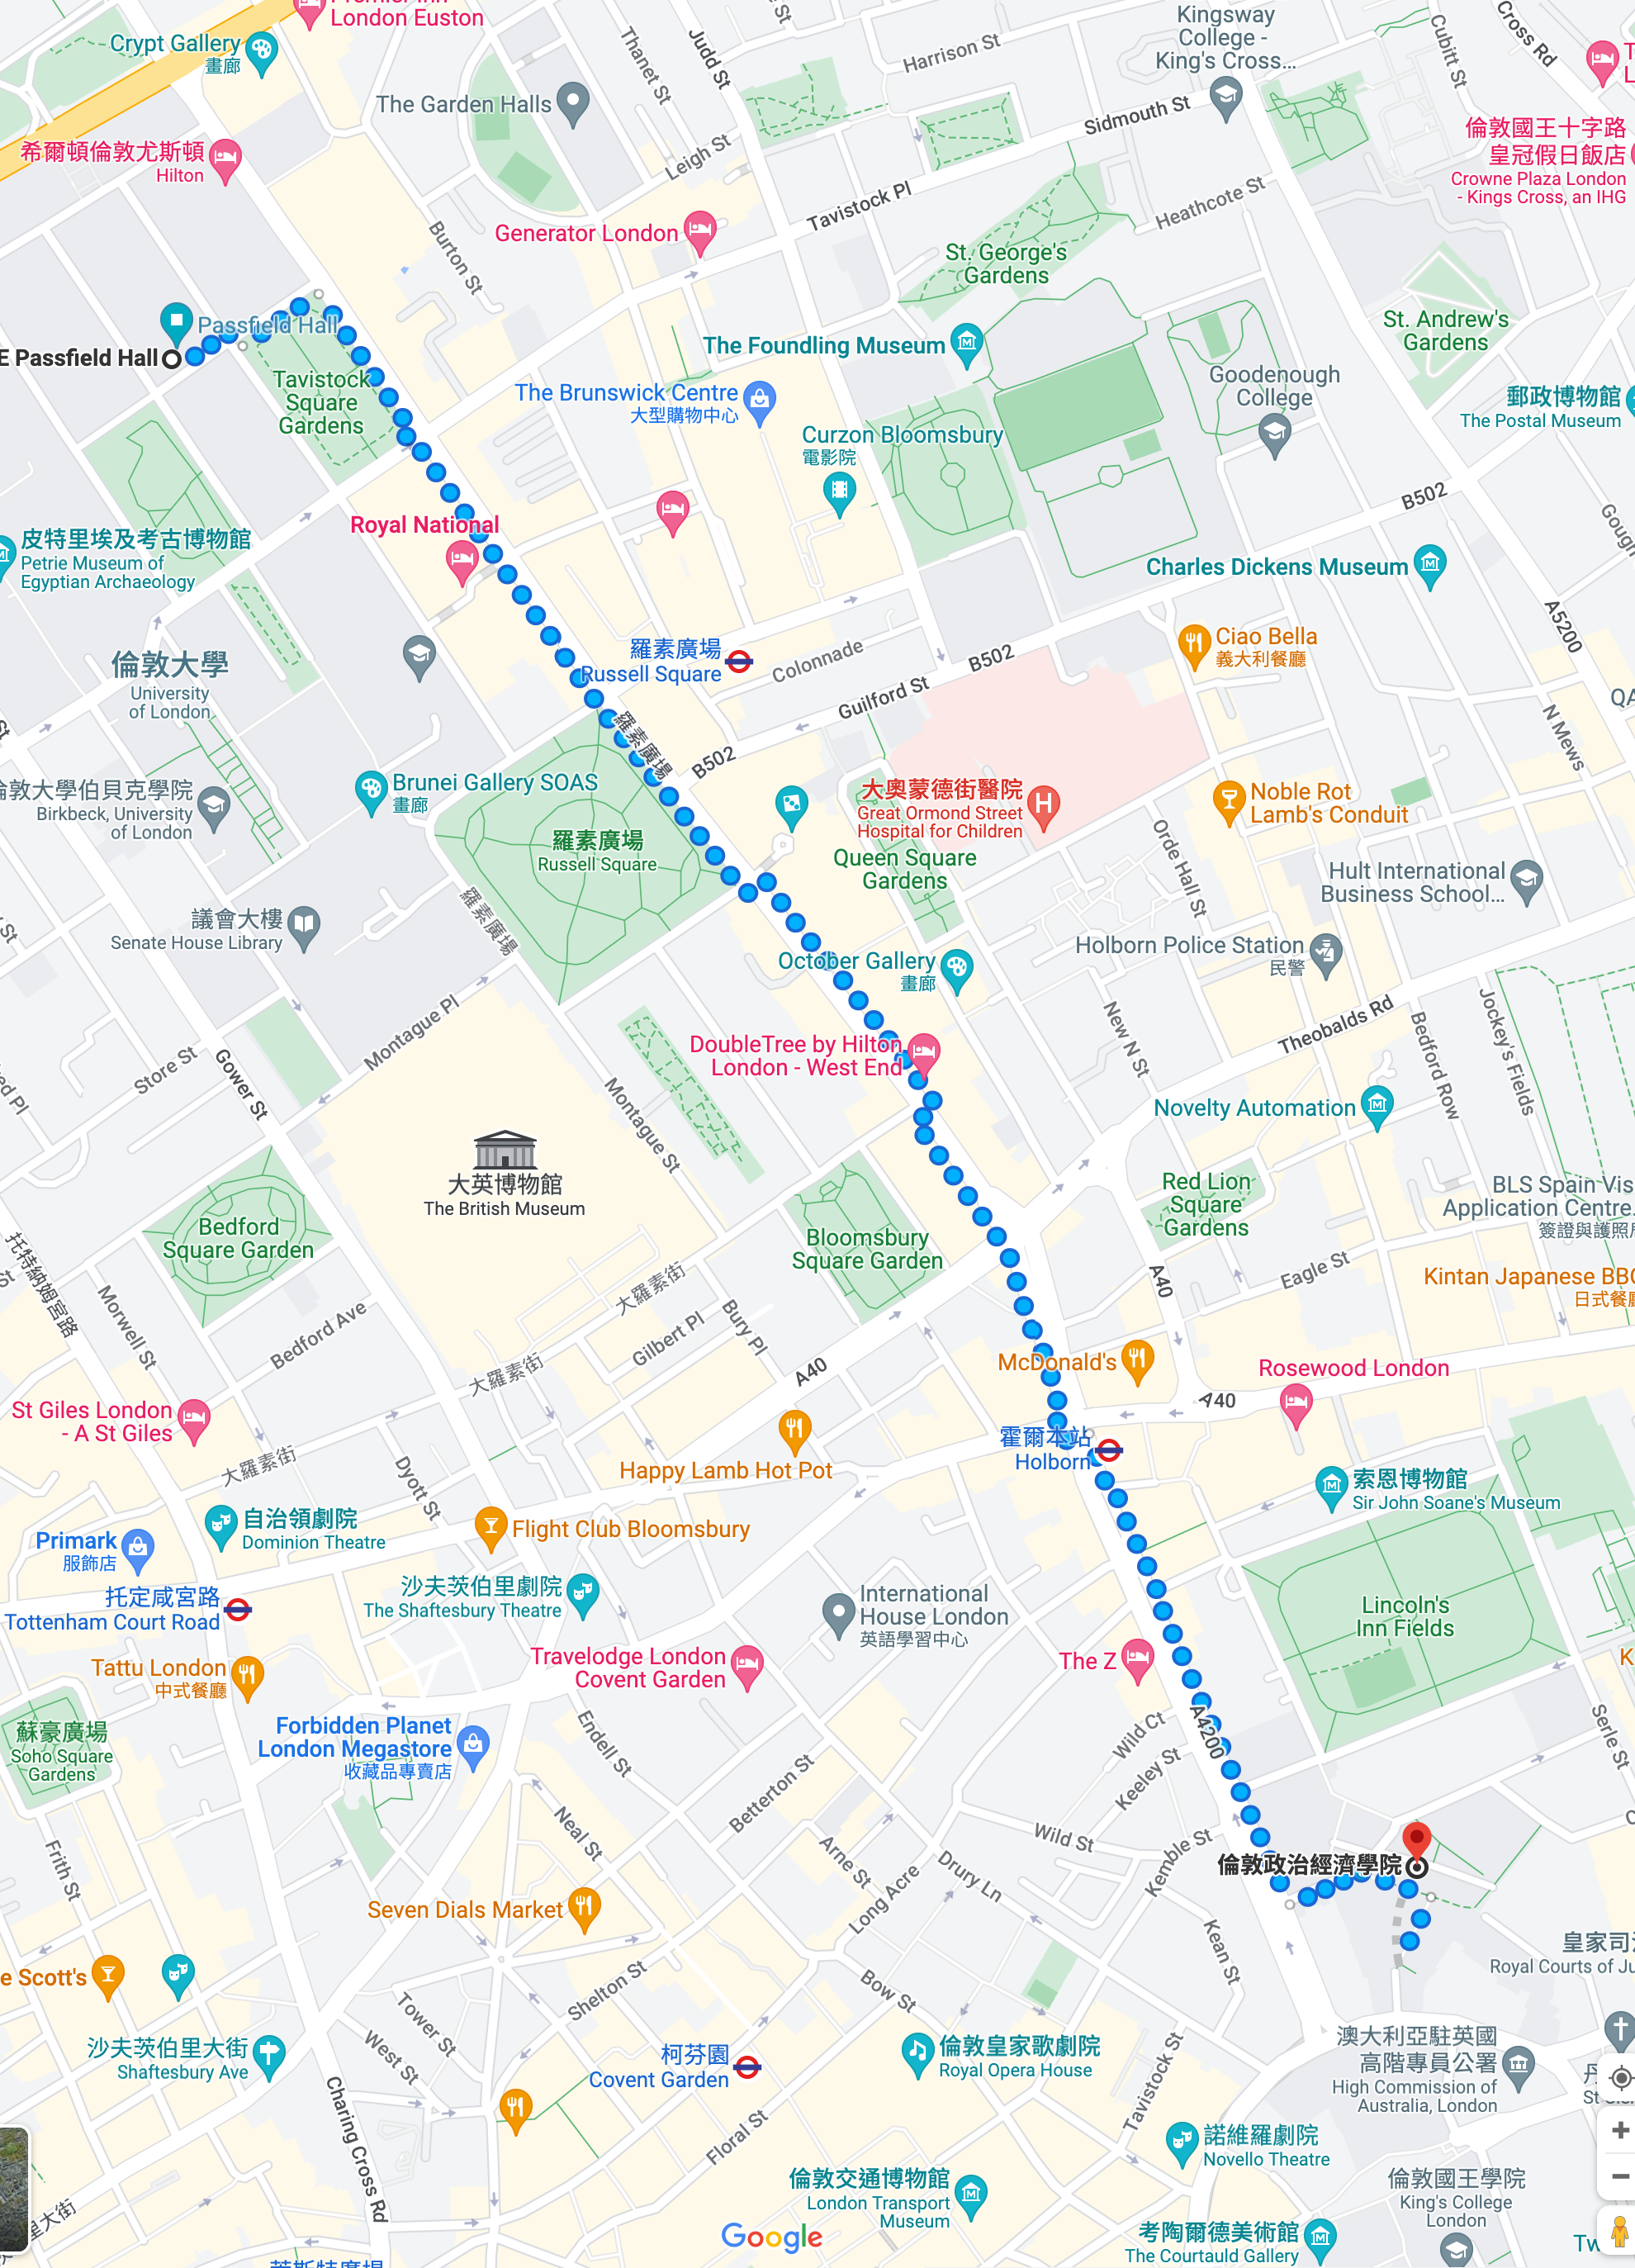 Premier Inn
London Euston
Crypt Gallery
畫廊
Kingsway
College -
King's Cross...
Cross Rd
Cubitt St
Harrison St
Thanet St
Judd St
The Garden Halls
Sidmouth St
希爾頓倫敦尤斯頓
Hilton
Leigh St
倫敦國王十字路
皇冠假日飯店
Crowne Plaza London
- Kings Cross, an IHG
Tavistock Pl
Heathcote St
Burton St
Generator London
St. George's
Gardens
E Passfield Hall
Passfield Hall
Tavistock
Square
Gardens
The Foundling Museum
St. Andrew's
Gardens
The Brunswick Centre
大型購物中心
Goodenough
College
郵政博物館
The Postal Museum
Curzon Bloomsbury
電影院
B502
Gough
Royal National
皮特里埃及考古博物館
Petrie Museum of
Egyptian Archaeology
Charles Dickens Museum
A5200
羅素廣場
Russell Square
Colonnade
B502
Ciao Bella
義大利餐廳
倫敦大學
University
of London
Guilford St
QA
N Mews
羅素廣場
B502
Brunei Gallery SOAS
畫廊
倫敦大學伯貝克學院
Birkbeck, University
of London
大奧蒙德街醫院
Great Ormond Street
Hospital for Children
Noble Rot
Lamb's Conduit
羅素廣場
Russell Square
Queen Square
Gardens
Orde Hall St
Hult International
Business School...
議會大樓
Senate House Library
羅素廣場
October Gallery
畫廊
Holborn Police Station
民警
Montague Pl
Store St
Gower St
New N St
Theobalds Rd
Bedford Row
Jockey's Fields
DoubleTree by Hilton
London - West End
Montague St
Novelty Automation
大英博物館
The British Museum
Red Lion
Square
Gardens
BLS Spain Vis
Application Centre.
簽證與護照
Bedford
Square Garden
Bloomsbury
Square Garden
托特納姆宮路
Morwell St
Bedford Ave
大羅素街
Gilbert Pl
Bury Pl
A40
Eagle St
Kintan Japanese BBQ
日式餐廳
大羅素街
A40
McDonald's
Rosewood London
A40
St Giles London
- A St Giles
大羅素街
Dyott St
Happy Lamb Hot Pot
霍爾本站
Holborn
索恩博物館
Sir John Soane's Museum
自治領劇院
Dominion Theatre
Flight Club Bloomsbury
Primark
服飾店
托定咸宮路
Tottenham Court Road
沙夫茨伯里劇院
The Shaftesbury Theatre
International
House London
英語學習中心
Lincoln's
Inn Fields
Tattu London
中式餐廳
Travelodge London
Covent Garden
The Z
蘇豪廣場
Soho Square
Gardens
Forbidden Planet
London Megastore
收藏品專賣店
Endell St
Wild Ct
A4200
Keeley St
Serle St
Betterton St
Neal St
Wild St
Kemble St
Arne St
Frith St
Drury Ln
Long Acre
倫敦政治經濟學院
Seven Dials Market
Kean St
皇家司
Royal Courts of Ju
e Scott's
Shelton St
Bow St
Tower St
West St
沙夫茨伯里大街
Shaftesbury Ave
柯芬園
Covent Garden
倫敦皇家歌劇院
Royal Opera House
Tavistock St
澳大利亞駐英國
高階專員公署
High Commission of
Australia, London
Charing Cross Rd
Floral St
諾維羅劇院
Novello Theatre
倫敦交通博物館
London Transport
Museum
倫敦國王學院
King's College
London
里大街
Google
考陶爾德美術館
The Courtauld Gallery